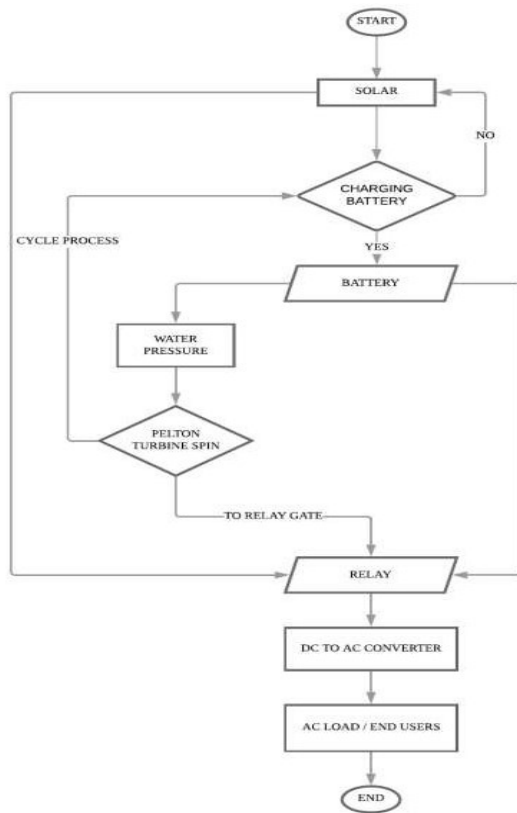 START
SOLAR
NO
CHARGING
BATTERY
CYCLE PROCESS
YES
BATTERY
WATER
PRESSURE
PELTON
TURBINE SPIN
TO RELAY GATE
RELAY
DC TO AC CONVERTER
AC LOAD / END USERS
END